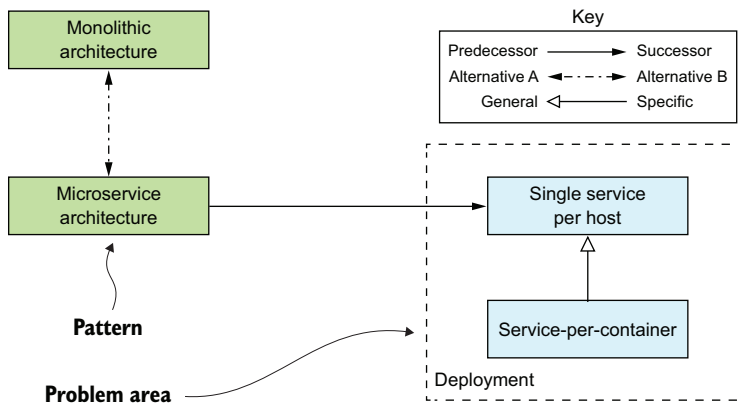 Monolithic
architecture
Key
Predecessor
Successor
Alternative A
Alternative B
General
Specific
Microservice
architecture
Single service
per host
Service-per-container
Deployment
Pattern
Problem area